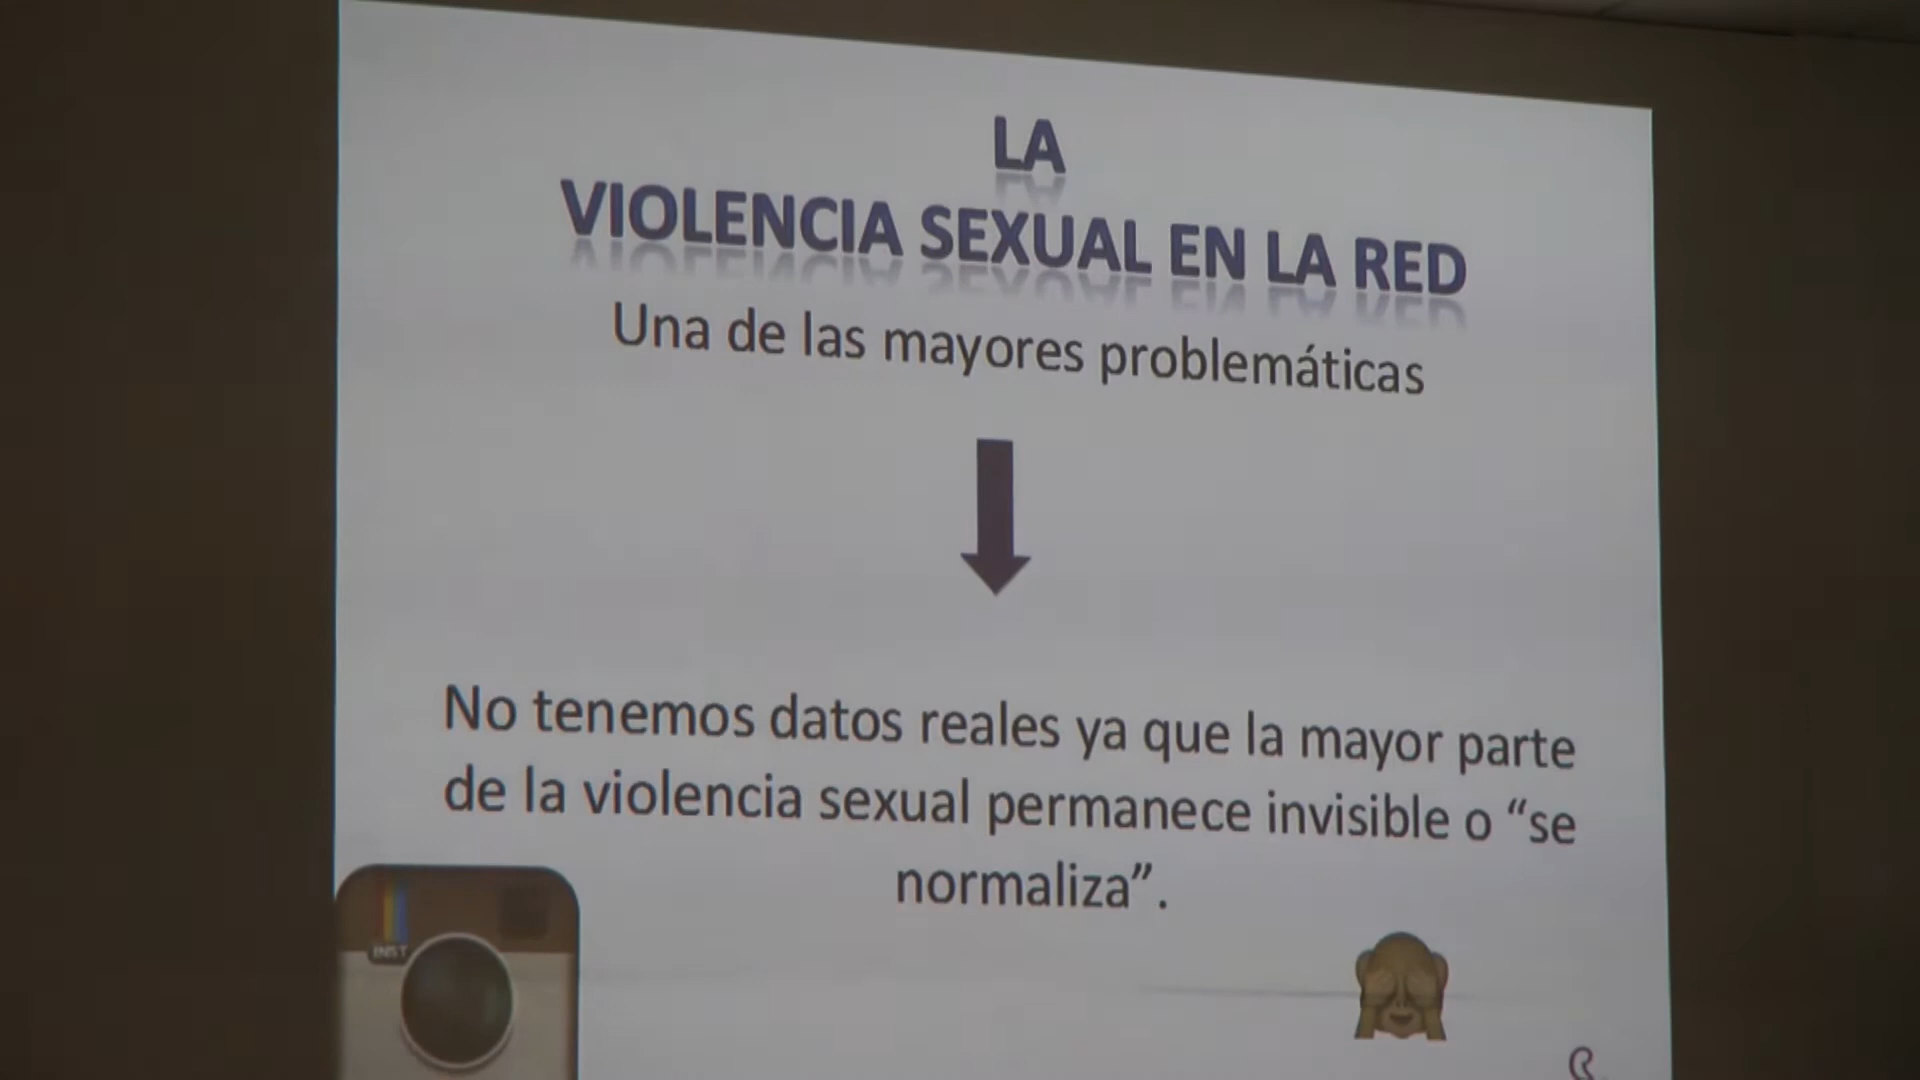 LA
VIOLENCIA SEXUAL EN LA RED
Una de las mayores problemáticas
No tenemos datos reales ya que la mayor parte
de la violencia sexual permanece invisible o “se
normaliza”.
INST